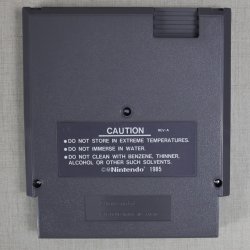 CAUTION
REV-A
● DO NOT STORE IN EXTREME TEMPERATURES.
● DO NOT IMMERSE IN WATER.
● DO NOT CLEAN WITH BENZENE, THINNER,
ALCOHOL OR OTHER SUCH SOLVENTS.
©®Nintendo® 1985